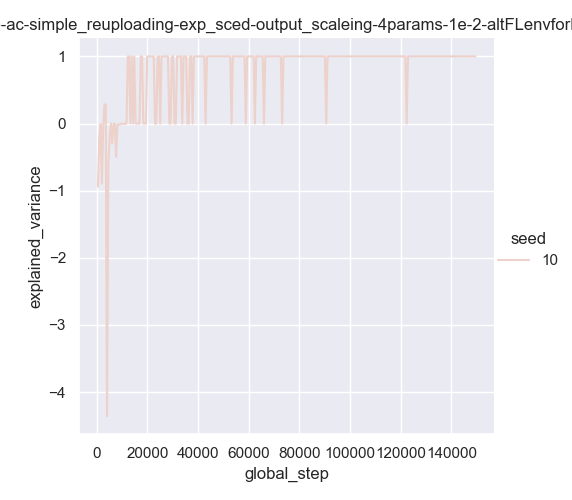 -ac-simple_reuploading-exp_sced-output_scaleing-4params-1e-2-altFLenvforl
1
0
−1
−2
−3
−4
explained_variance
0 20000 40000 60000 80000 100000 120000 140000
global_step
seed
10